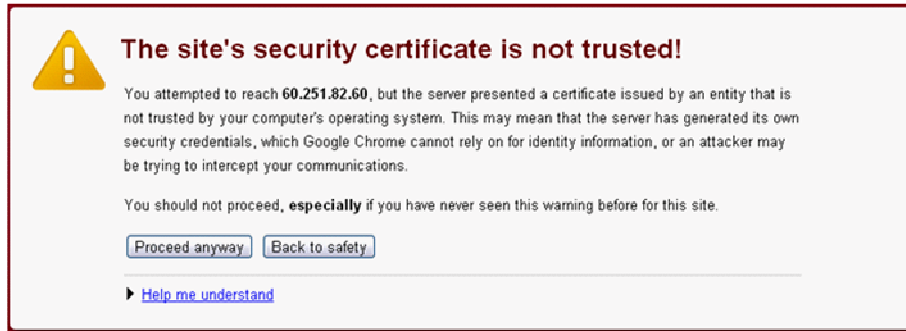 The site's security certificate is not trusted!
You attempted to reach 60.251.82.60, but the server presented a certificate issued by an entity that is
not trusted by your computer's operating system. This may mean that the server has generated its own
security credentials, which Google Chrome cannot rely on for identity information, or an attacker may
be trying to intercept your communications.
You should not proceed, especially if you have never seen this warning before for this site.
Proceed anyway Back to safety
Help me understand